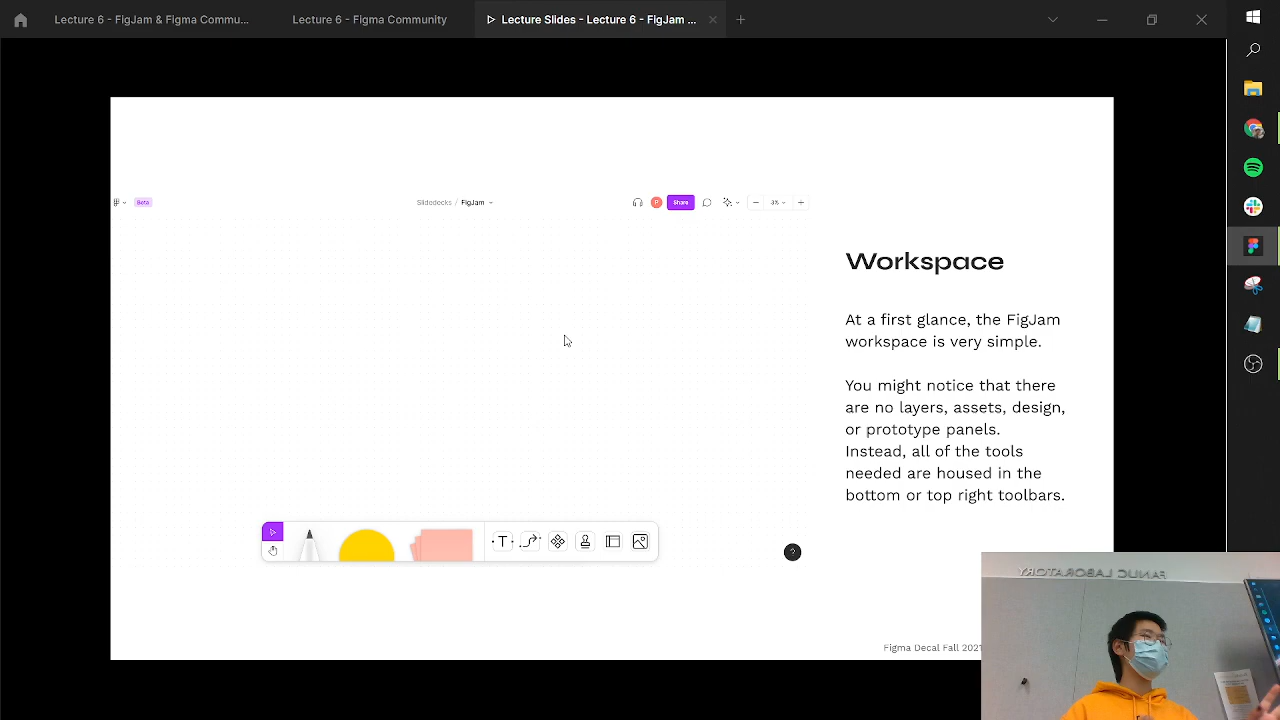 Lecture 6 - FigJam & Figma Commu...
Lecture 6 - Figma Community
Lecture Slides - Lecture 6 - FigJam ...
Beta
Slidedecks / FigJam
Share
3%
Workspace
At a first glance, the FigJam
workspace is very simple.
You might notice that there
are no layers, assets, design,
or prototype panels.
Instead, all of the tools
needed are housed in the
bottom or top right toolbars.
T
?
FANUC LABORATORY
Figma Decal Fall 2021